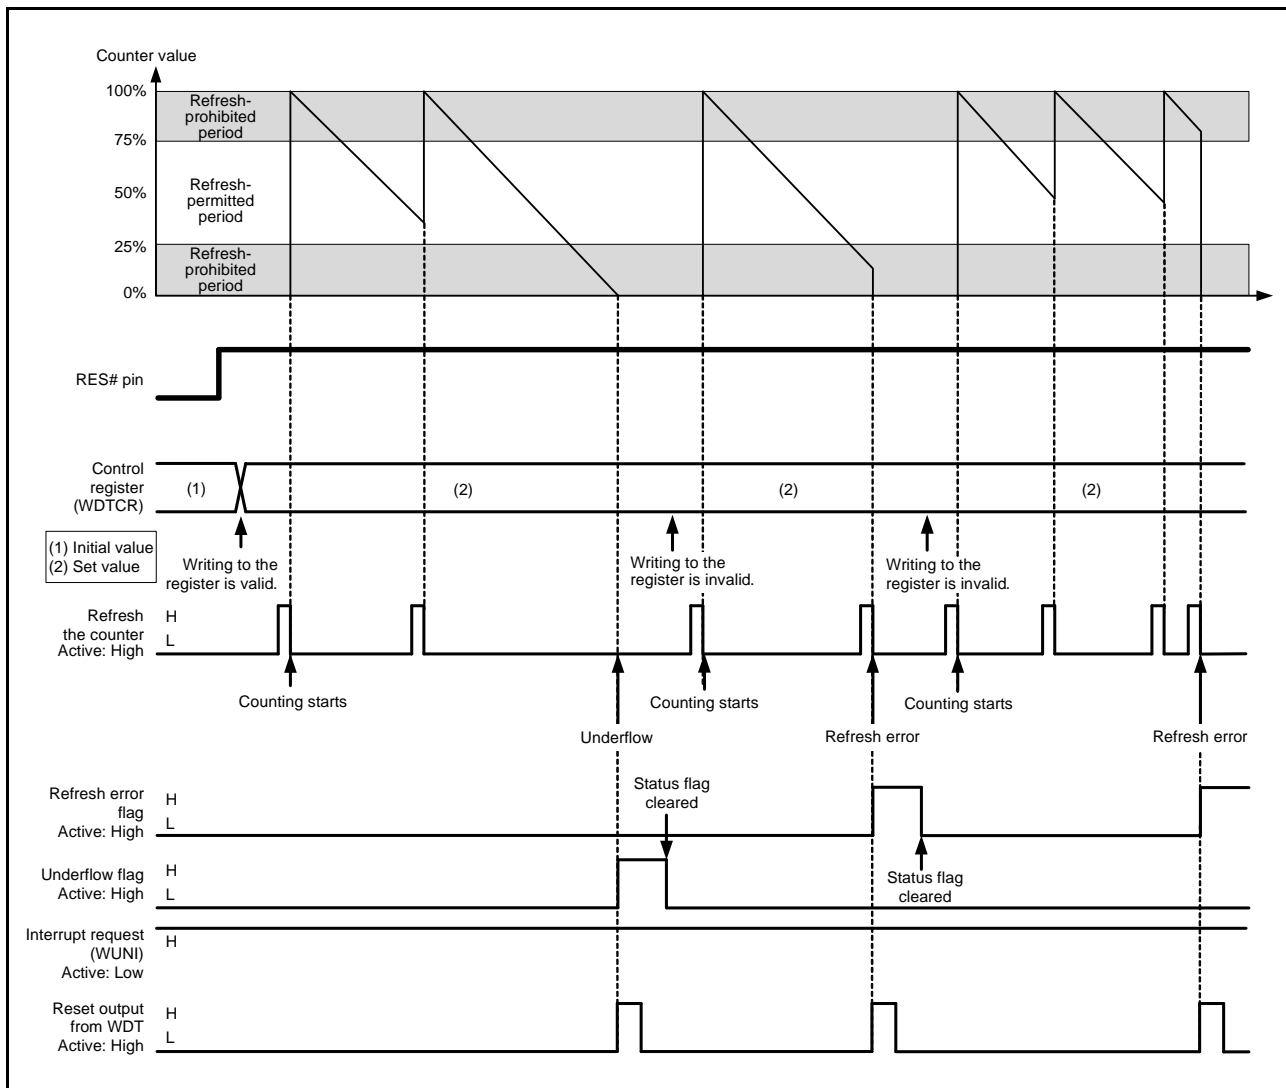 Counter value
100%
Refresh-
prohibited
period
75%
Refresh-
permitted
period
50%
25%
Refresh-
prohibited
period
0%
RES# pin
Control
register
(WDTCR)
(1)
(2)
(2)
(2)
(1) Initial value
(2) Set value
Writing to the
register is valid.
Writing to the
register is invalid.
Writing to the
register is invalid.
Refresh
the counter
Active: High
H
L
Counting starts
Counting starts
Counting starts
Underflow
Refresh error
Refresh error
Refresh error
flag
Active: High
H
L
Status flag
cleared
Underflow flag
Active: High
H
L
Status flag
cleared
Interrupt request
(WUNI)
Active: Low
H
Reset output
from WDT
Active: High
H
L